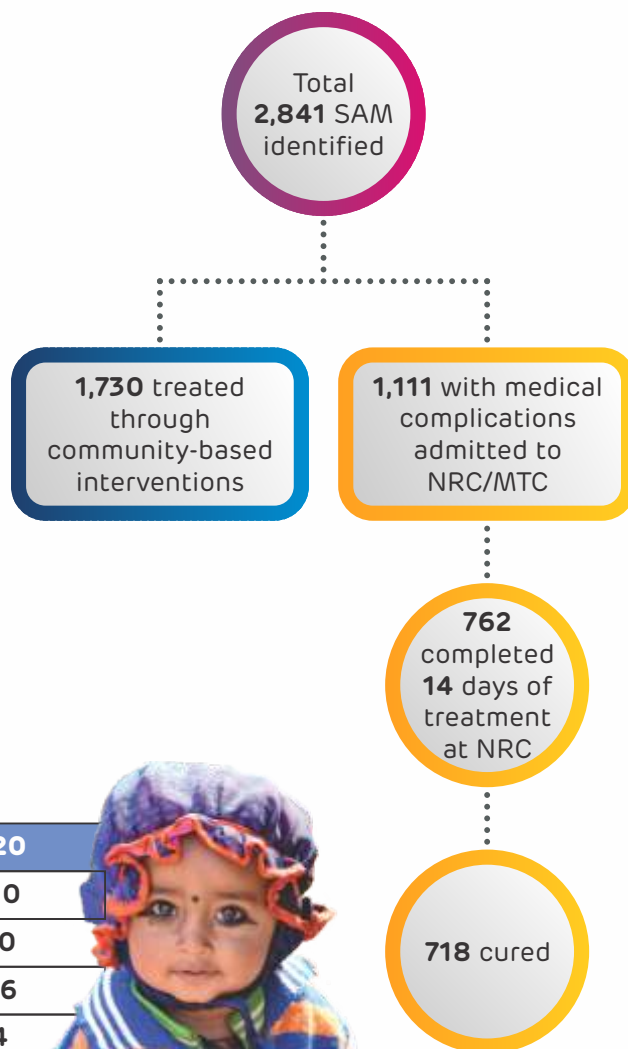 Total
2,841 SAM
identified
1,730 treated
through
community-based
interventions
1,111 with medical
complications
admitted to
NRC/MTC
762
completed
14 days of
treatment
at NRC
718 cured